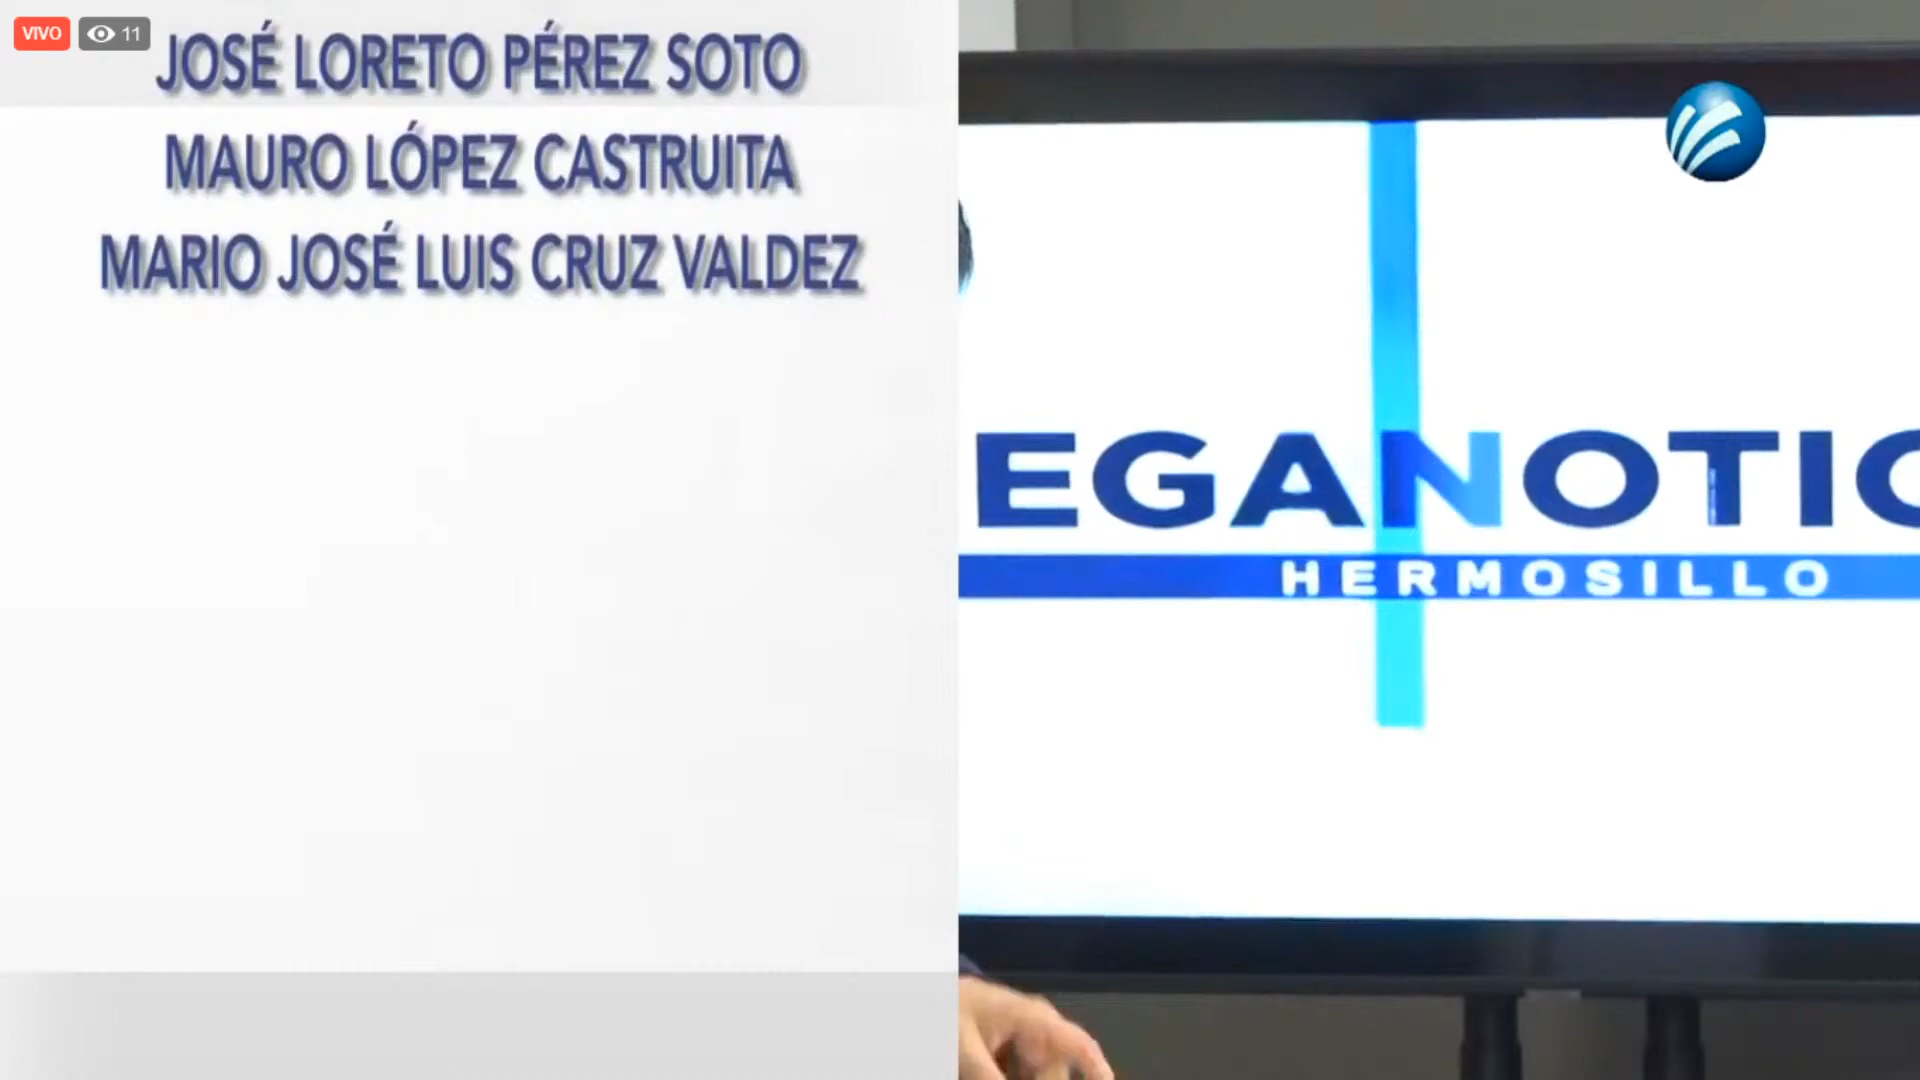 VIVO 11
JOSÉ LORETO PÉREZ SOTO
MAURO LÓPEZ CASTRUITA
MARIO JOSÉ LUIS CRUZ VALDEZ
EGANOTIC
HERMOSILLO